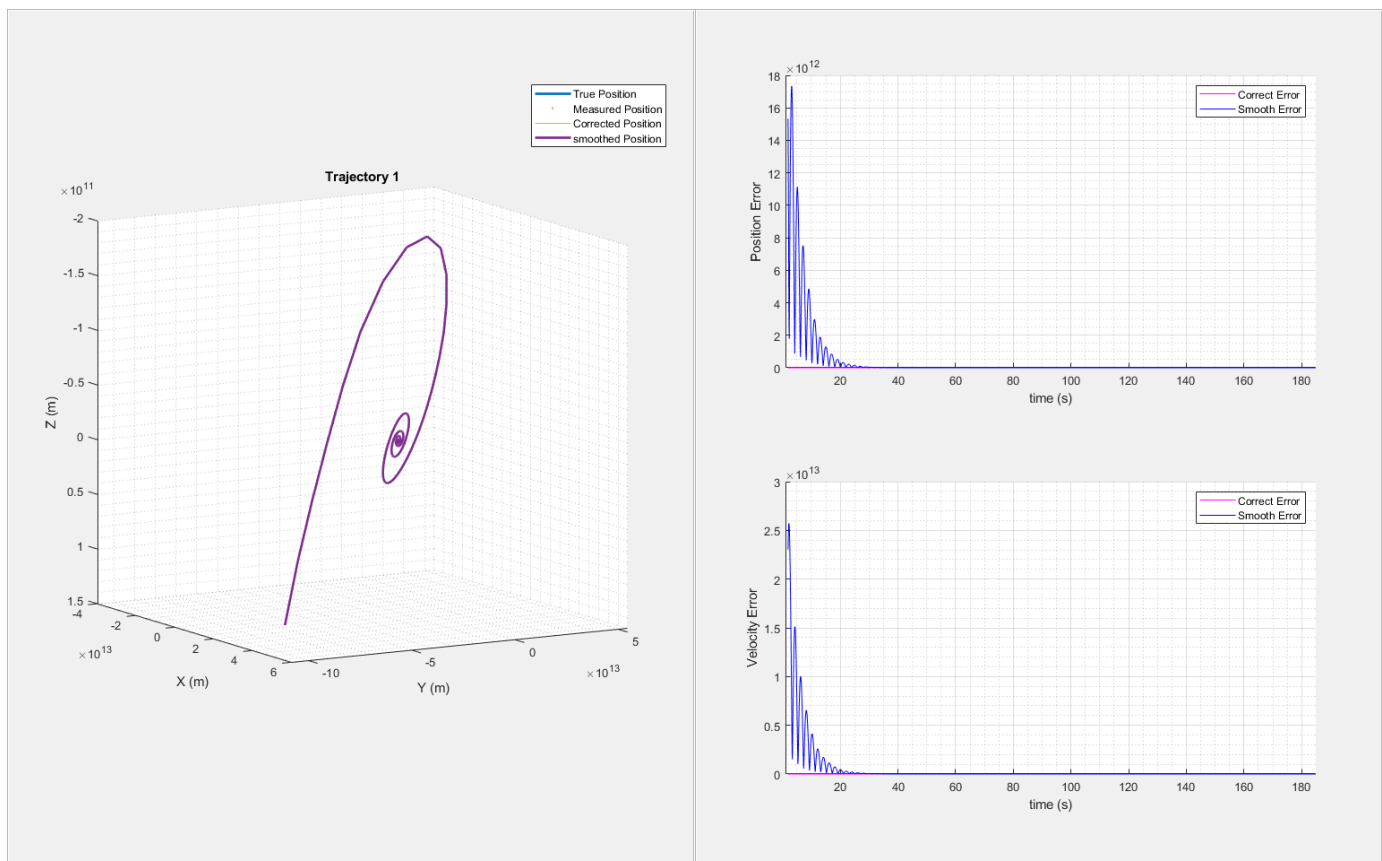 True Position
Measured Position
Corrected Position
smoothed Position
Trajectory 1
×10^11
-2
-1.5
-1
-0.5
0
0.5
1
1.5
Z (m)
-4
-2
0
2
4
6
×10^13
X (m)
-10
-5
0
5
×10^13
Y (m)
×10^12
18
16
14
12
10
8
6
4
2
0
Position Error
Correct Error
Smooth Error
20 40 60 80 100 120 140 160 180
time (s)
×10^13
3
2.5
2
1.5
1
0.5
0
Velocity Error
Correct Error
Smooth Error
20 40 60 80 100 120 140 160 180
time (s)